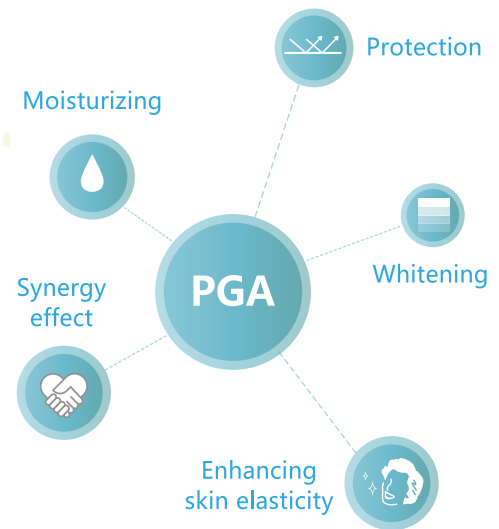 Protection
Moisturizing
PGA
Whitening
Synergy
effect
Enhancing
skin elasticity